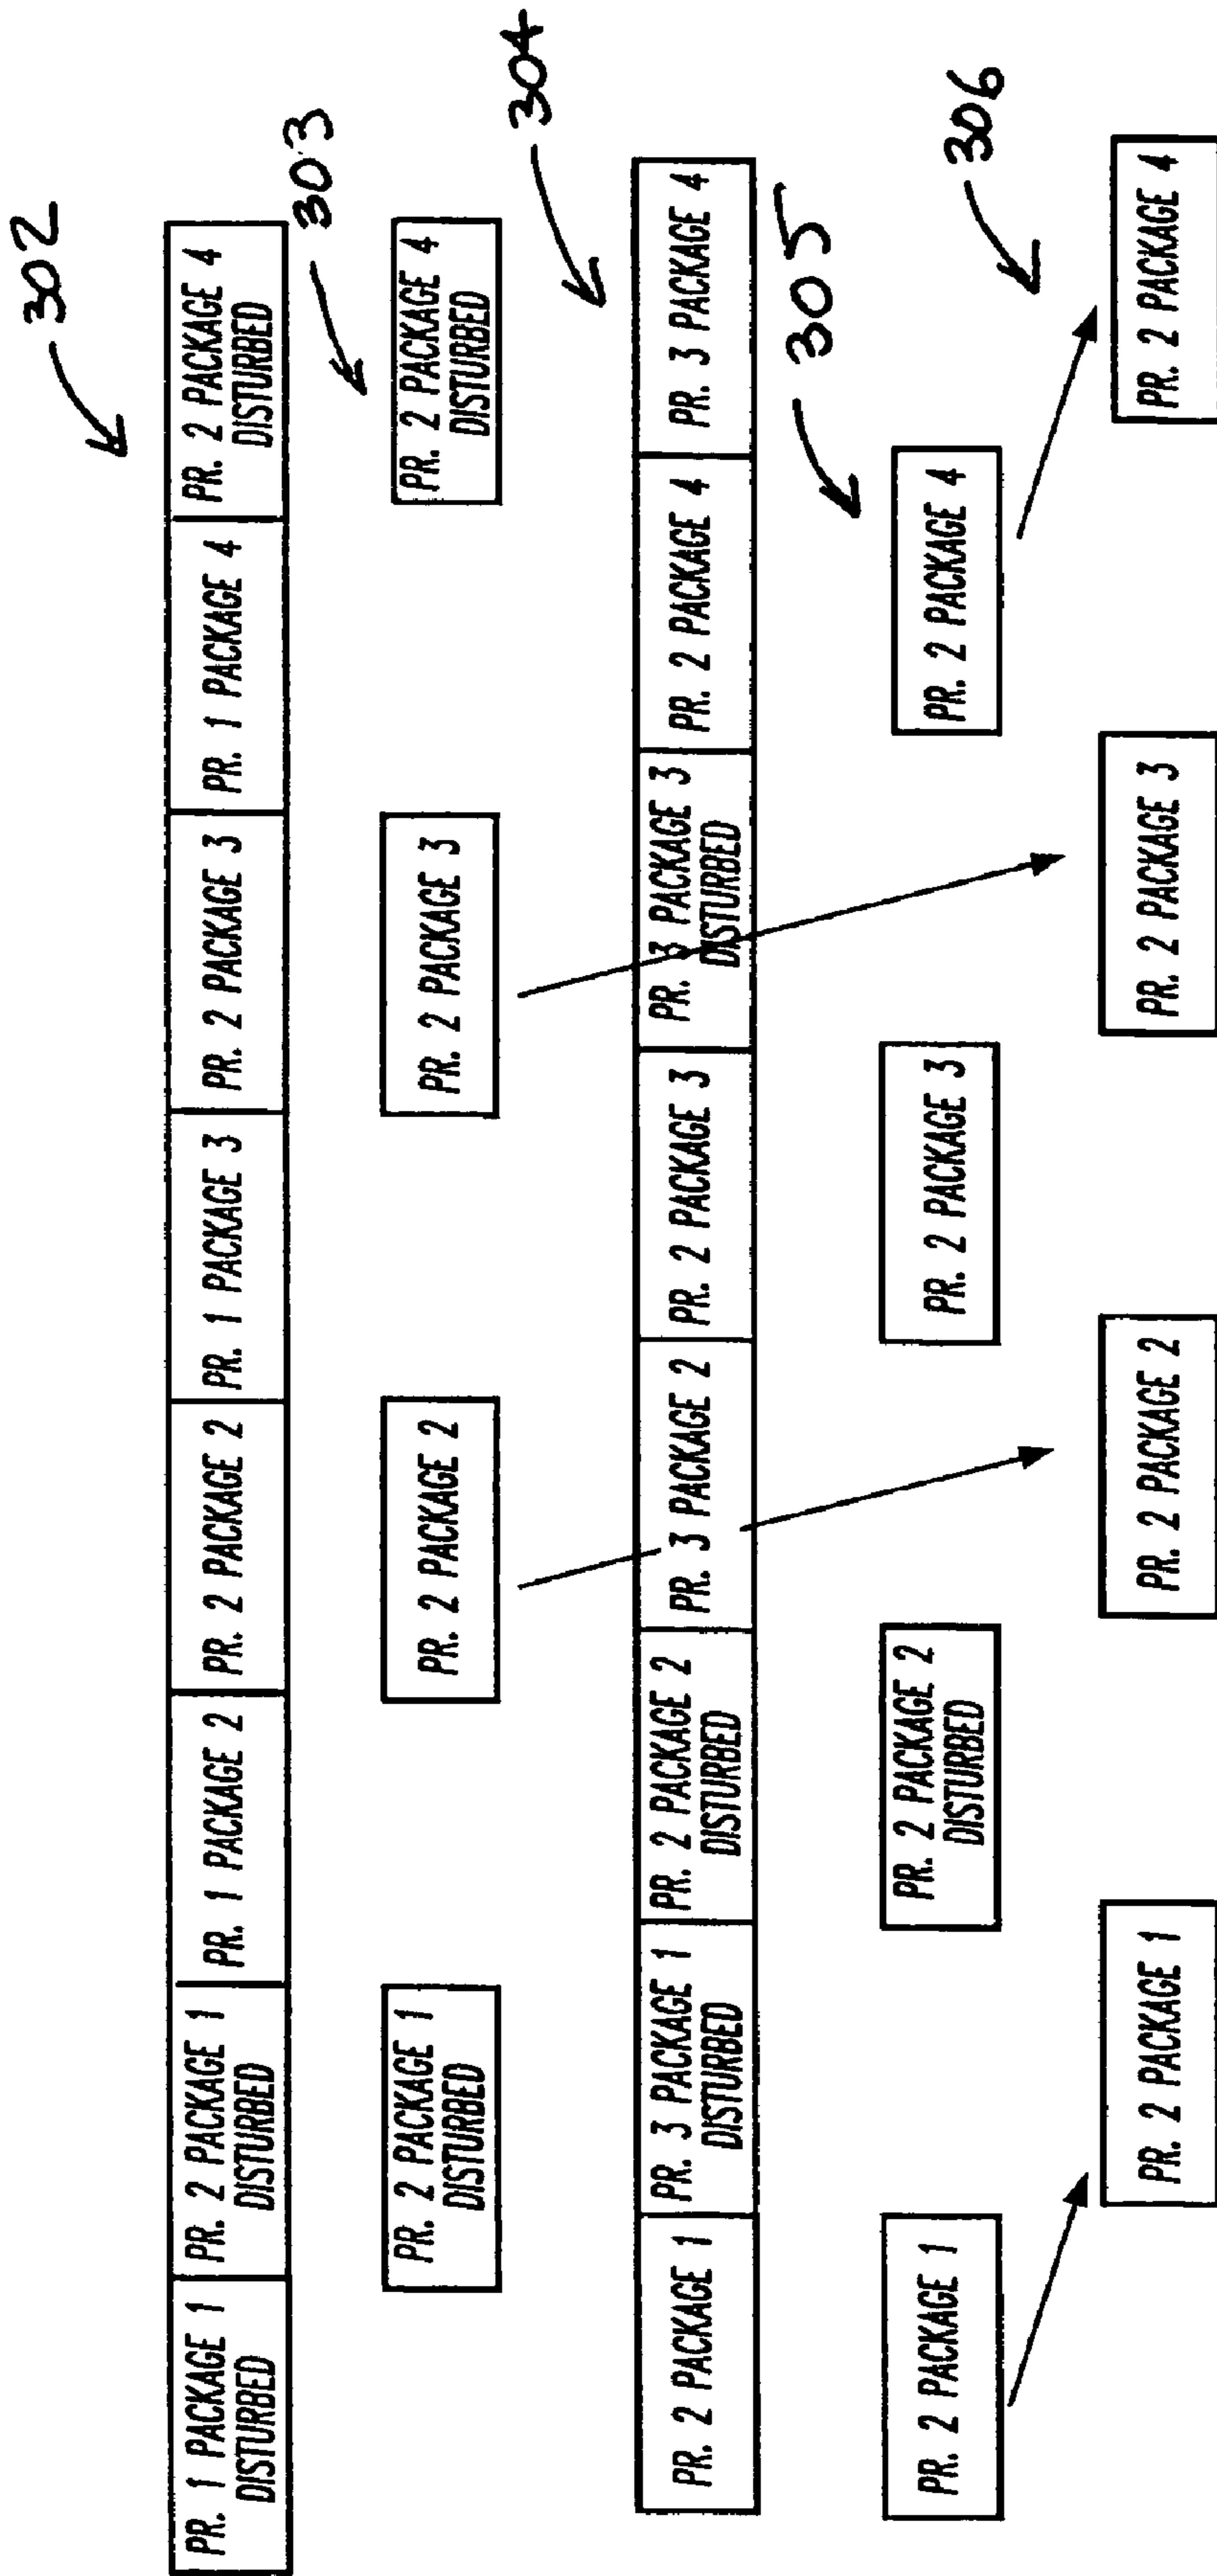 302
PR. 1 PACKAGE 1
DISTURBED
PR. 2 PACKAGE 1
DISTURBED
PR. 1 PACKAGE 2
PR. 2 PACKAGE 2
PR. 1 PACKAGE 3
PR. 2 PACKAGE 3
PR. 1 PACKAGE 4
PR. 2 PACKAGE 4
DISTURBED
303
PR. 2 PACKAGE 1
DISTURBED
PR. 2 PACKAGE 2
PR. 2 PACKAGE 3
PR. 2 PACKAGE 4
DISTURBED
304
PR. 2 PACKAGE 1
PR. 3 PACKAGE 1
DISTURBED
PR. 2 PACKAGE 2
DISTURBED
PR. 3 PACKAGE 2
PR. 2 PACKAGE 3
PR. 3 PACKAGE 3
DISTURBED
PR. 2 PACKAGE 4
PR. 3 PACKAGE 4
305
PR. 2 PACKAGE 1
PR. 2 PACKAGE 2
DISTURBED
PR. 2 PACKAGE 3
PR. 2 PACKAGE 4
306
PR. 2 PACKAGE 1
PR. 2 PACKAGE 2
PR. 2 PACKAGE 3
PR. 2 PACKAGE 4